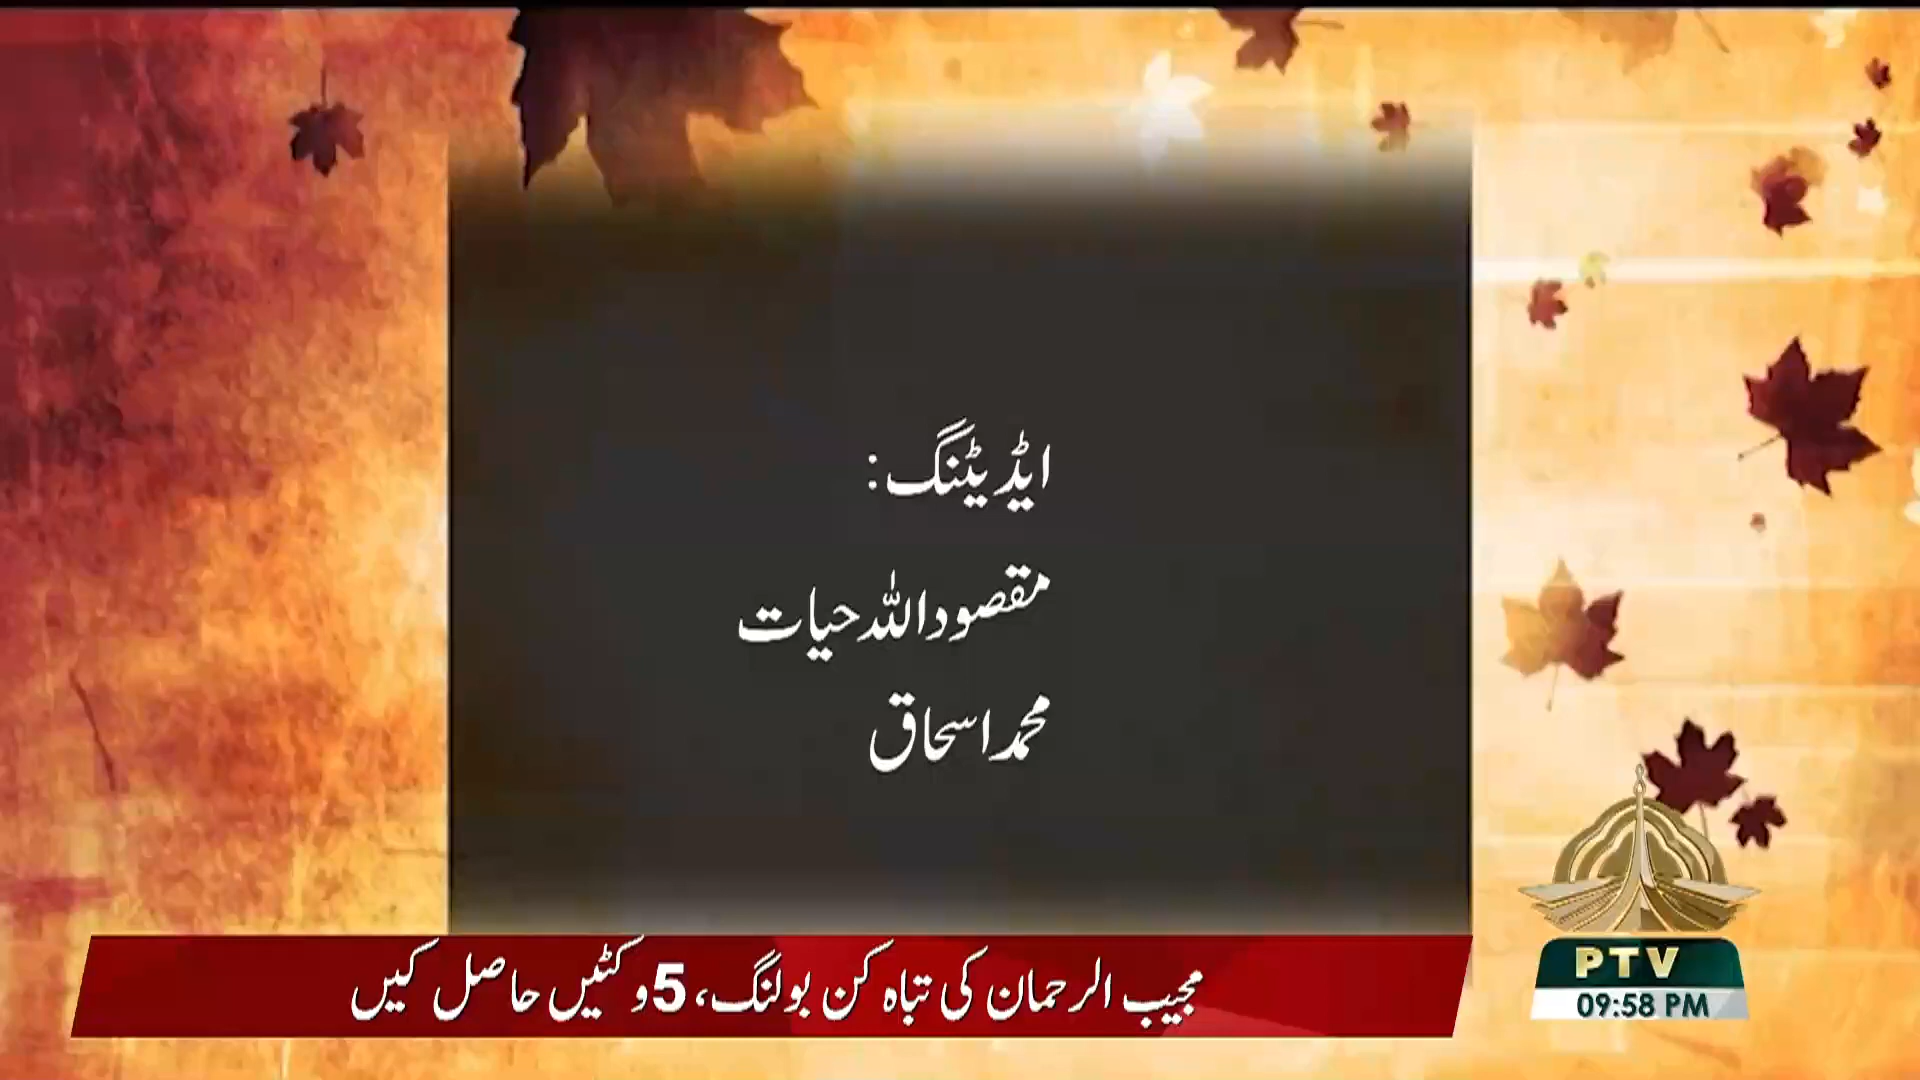 ایڈیٹنگ:
مقصود اللہ حیات
محمد اسحاق
مجیب الرحمان کی تباہ کن بولنگ، 5 وکٹیں حاصل کیں
PTV
09:58 PM